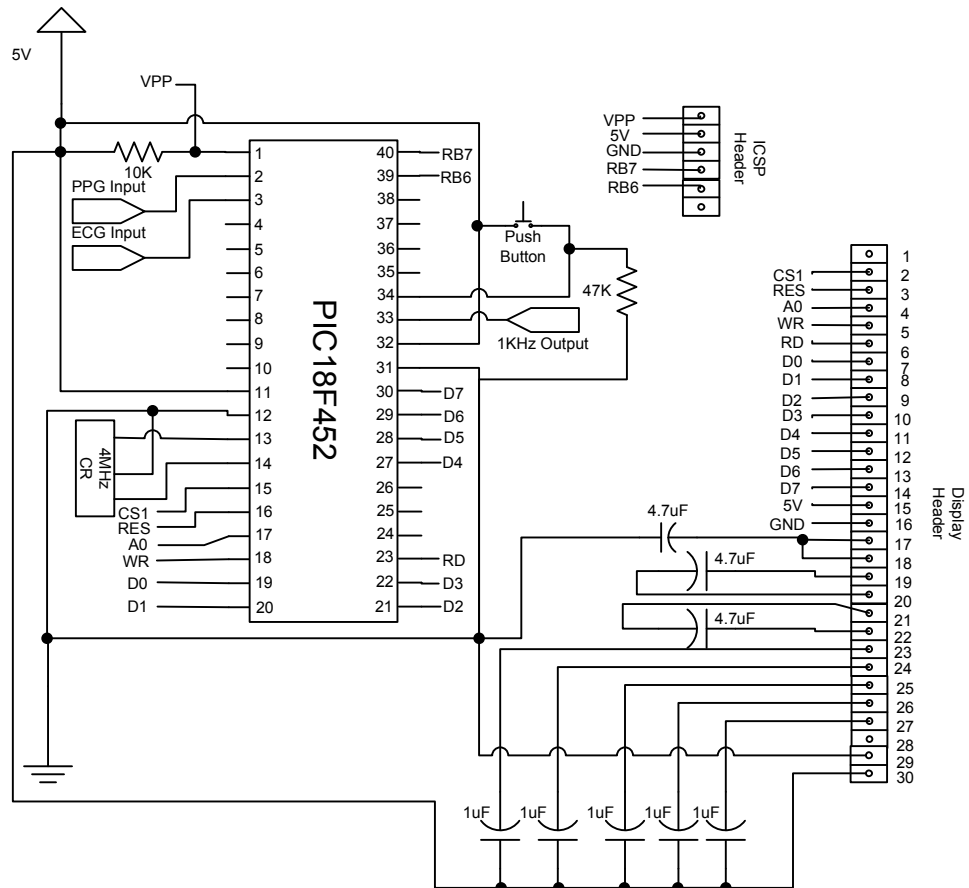 5V
VPP
10K
PPG Input
ECG Input
1
2
3
4
5
6
7
8
9
10
11
12
13
14
15
16
17
18
19
20
PIC18F452
40
39
38
37
36
35
34
33
32
31
30
29
28
27
26
25
24
23
22
21
RB7
RB6
D7
D6
D5
D4
RD
D3
D2
4MHz
CR
CS1
RES
A0
WR
D0
D1
Push
Button
47K
1KHz Output
VPP
5V
GND
RB7
RB6
ICSP
Header
CS1
RES
A0
WR
RD
D0
D1
D2
D3
D4
D5
D6
D7
5V
GND
1
2
3
4
5
6
7
8
9
10
11
12
13
14
15
16
17
18
19
20
21
22
23
24
25
26
27
28
29
30
Display
Header
4.7uF
4.7uF
4.7uF
1uF
1uF
1uF
1uF
1uF